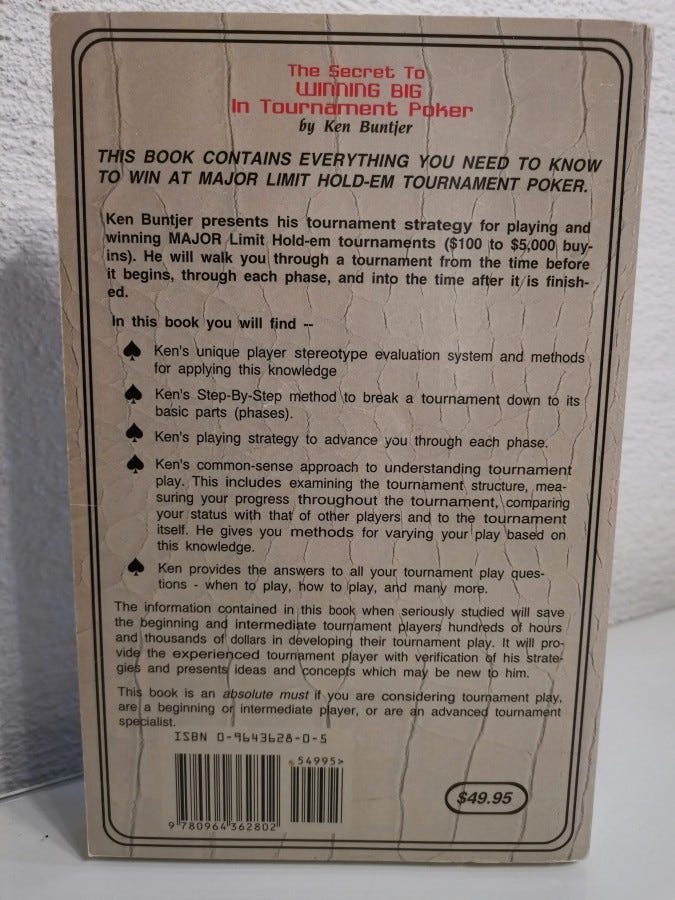 The Secret To
WINNING BIG
In Tournament Poker
by Ken Buntjer
THIS BOOK CONTAINS EVERYTHING YOU NEED TO KNOW
TO WIN AT MAJOR LIMIT HOLD-EM TOURNAMENT POKER.
Ken Buntjer presents his tournament strategy for playing and
winning MAJOR Limit Hold-em tournaments ($100 to $5,000 buy-
ins). He will walk you through a tournament from the time before
it begins, through each phase, and into the time after it is finish-
ed.
In this book you will find --
Ken's unique player stereotype evaluation system and methods
for applying this knowledge
Ken's Step-By-Step method to break a tournament down to its
basic parts (phases).
Ken's playing strategy to advance you through each phase.
Ken's common-sense approach to understanding tournament
play. This includes examining the tournament structure, mea-
suring your progress throughout the tournament, comparing
your status with that of other players and to the tournament
itself. He gives you methods for varying your play based on
this knowledge.
Ken provides the answers to all your tournament play ques-
tions - when to play, how to play, and many more.
The information contained in this book when seriously studied will save
the beginning and intermediate tournament players hundreds of hours
and thousands of dollars in developing their tournament play. It will pro-
vide the experienced tournament player with verification of his strate-
gies and presents ideas and concepts which may be new to him.
This book is an absolute must if you are considering tournament play,
are a beginning or intermediate player, or are an advanced tournament
specialist.
ISBN 0-9643628-0-5
54995>
9 780964 362802
$49.95